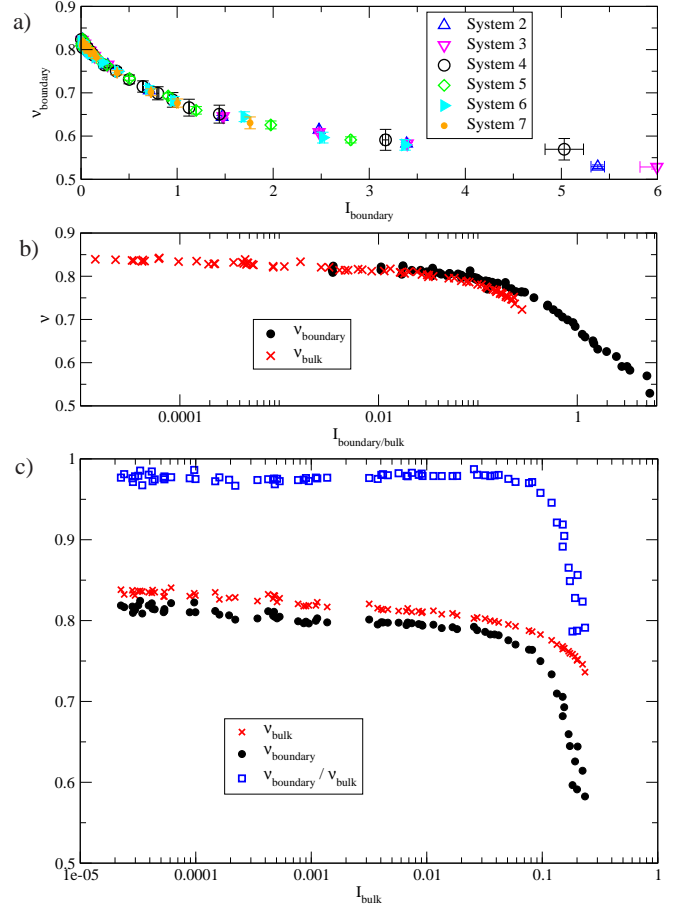 a)
0.9
0.8
0.7
0.6
0.5
ν_boundary
0 1 2 3 4 5 6
I_boundary
System 2
System 3
System 4
System 5
System 6
System 7
b)
0.9
0.8
0.7
0.6
0.5
ν
0.0001 0.01 1
I_boundary/bulk
ν_boundary
ν_bulk
c)
1
0.9
0.8
0.7
0.6
0.5
1e-05 0.0001 0.001 0.01 0.1 1
I_bulk
ν_bulk
ν_boundary
ν_boundary / ν_bulk